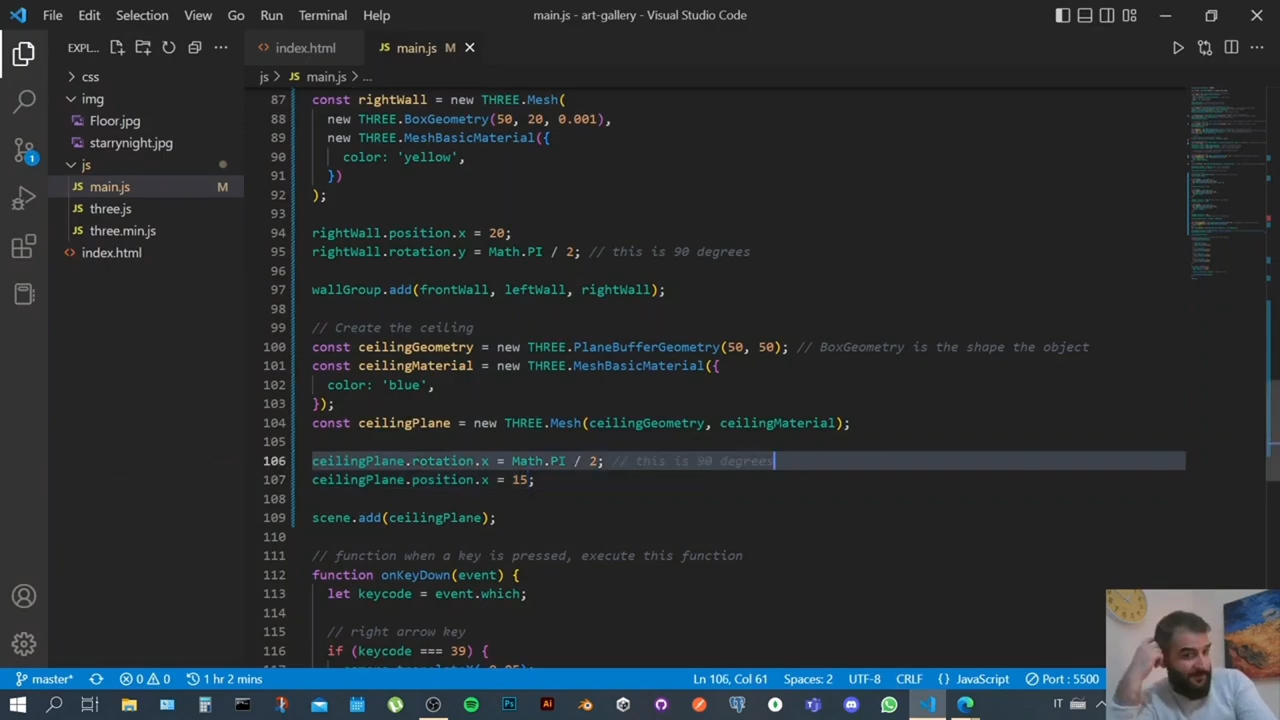 File Edit Selection View Go Run Terminal Help
main.js - art-gallery - Visual Studio Code
EXPL...
index.html
JS main.js M
js > JS main.js > ...
css
img
Floor.jpg
starrynight.jpg
js
JS main.js M
JS three.js
JS three.min.js
index.html
1
87 const rightWall = new THREE.Mesh(
88 new THREE.BoxGeometry(50, 20, 0.001),
89 new THREE.MeshBasicMaterial({
90 color: 'yellow',
91 })
92 );
93
94 rightWall.position.x = 20;
95 rightWall.rotation.y = Math.PI / 2; // this is 90 degrees
96
97 wallGroup.add(frontWall, leftWall, rightWall);
98
99 // Create the ceiling
100 const ceilingGeometry = new THREE.PlaneBufferGeometry(50, 50); // BoxGeometry is the shape the object
101 const ceilingMaterial = new THREE.MeshBasicMaterial({
102 color: 'blue',
103 });
104 const ceilingPlane = new THREE.Mesh(ceilingGeometry, ceilingMaterial);
105
106 ceilingPlane.rotation.x = Math.PI / 2; // this is 90 degrees
107 ceilingPlane.position.x = 15;
108
109 scene.add(ceilingPlane);
110
111 // function when a key is pressed, execute this function
112 function onKeyDown(event) {
113 let keycode = event.which;
114
115 // right arrow key
116 if (keycode === 39) {
master* 0 0 1 hr 2 mins
Ln 106, Col 61 Spaces: 2 UTF-8 CRLF {} JavaScript Port : 5500
Ps Ai IT